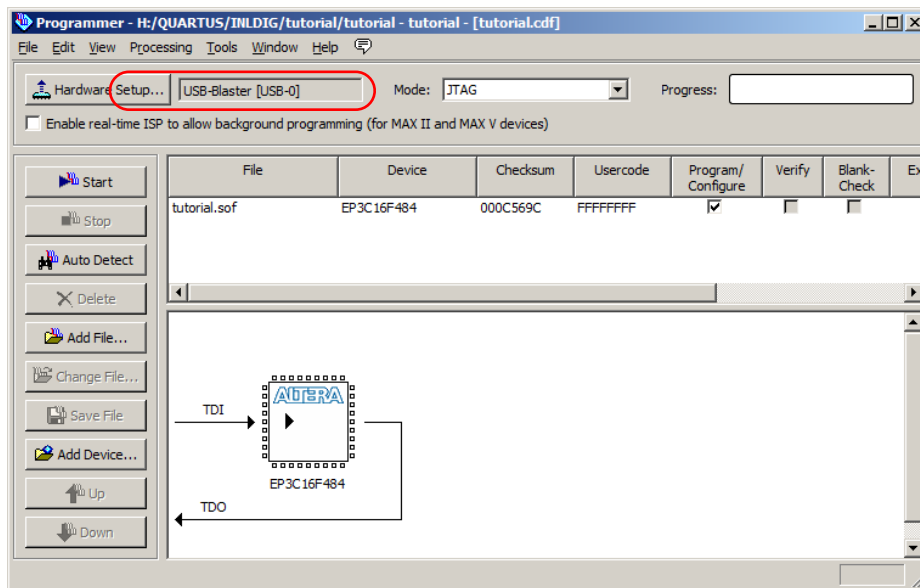 Programmer - H:/QUARTUS/INLDIG/tutorial/tutorial - tutorial - [tutorial.cdf]
File Edit View Processing Tools Window Help
Hardware Setup... USB-Blaster [USB-0] Mode: JTAG Progress:
Enable real-time ISP to allow background programming (for MAX II and MAX V devices)
Start
Stop
Auto Detect
Delete
Add File...
Change File...
Save File
Add Device...
Up
Down
File Device Checksum Usercode Program/ Verify Blank- Ex
Configure Check
tutorial.sof EP3C16F484 000C569C FFFFFFFF
ALTERA
TDI
EP3C16F484
TDO